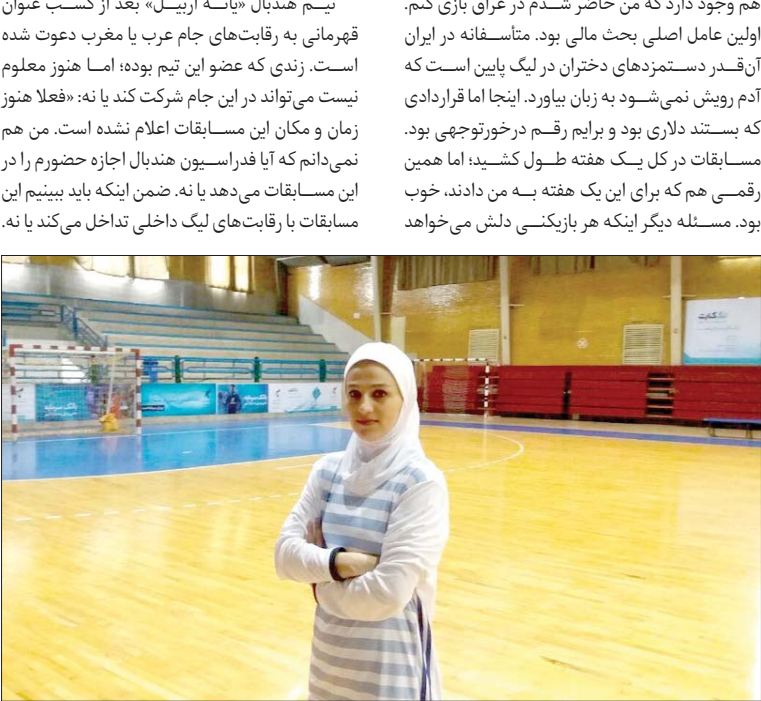 هم وجود دارد که من حاضر شدم در عراق بازی کنم.
اولین عامل اصلی بحث مالی بود. متأسفانه در ایران
آن‌قدر دستمزدهای دختران در لیگ پایین است که
آدم رویش نمی‌شود به زبان بیاورد. اینجا اما قراردادی
که بستند دلاری بود و برایم رقم درخورتوجهی بود.
مسابقات در کل یک هفته طول کشید؛ اما همین
رقمی هم که برای این یک هفته به من دادند، خوب
بود. مسئله دیگر اینکه هر بازیکنی دلش می‌خواهد
تیم هندبال «یانه اربیل» بعد از کسب عنوان
قهرمانی به رقابت‌های جام عرب یا مغرب دعوت شده
است. زندی که عضو این تیم بوده؛ اما هنوز معلوم
نیست می‌تواند در این جام شرکت کند یا نه: «فعلا هنوز
زمان و مکان این مسابقات اعلام نشده است. من هم
نمی‌دانم که آیا فدراسیون هندبال اجازه حضورم را در
این مسابقات می‌دهد یا نه. ضمن اینکه باید ببینیم این
مسابقات با رقابت‌های لیگ داخلی تداخل می‌کند یا نه.
بانک سرمایه